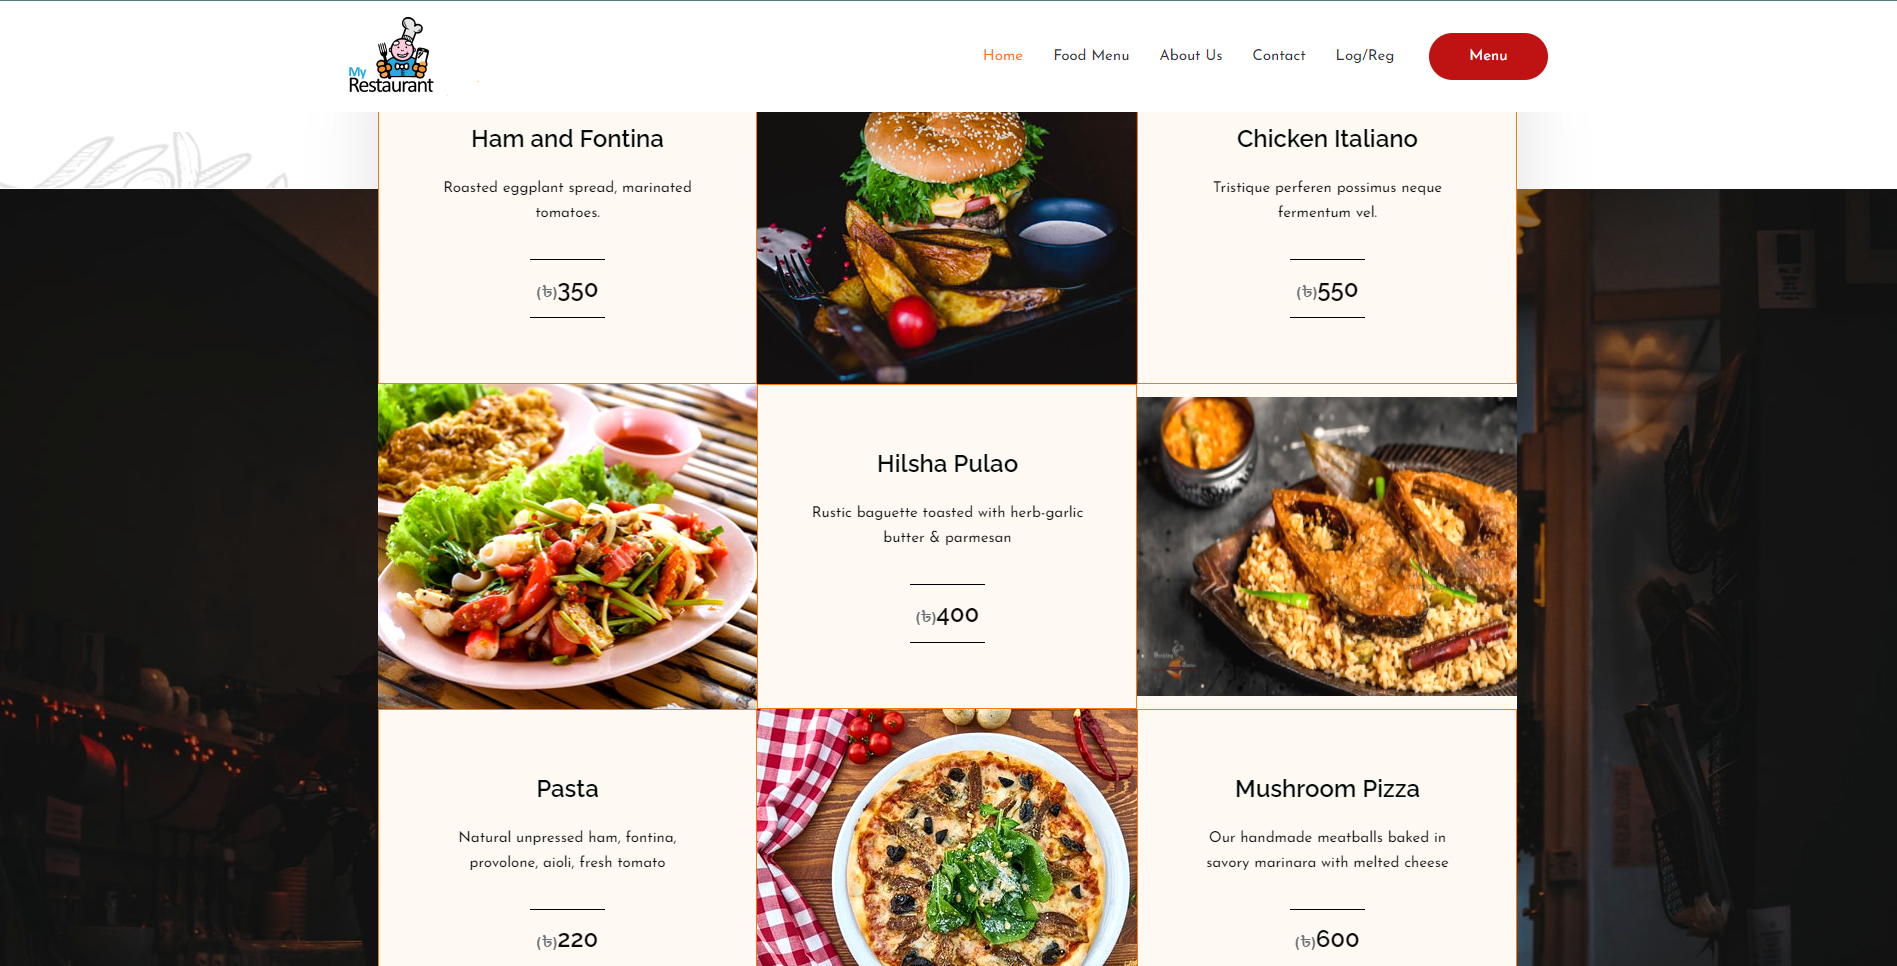 My
Restaurant
Home
Food Menu
About Us
Contact
Log/Reg
Menu
Ham and Fontina
Roasted eggplant spread, marinated
tomatoes.
(৳)350
Chicken Italiano
Tristique perferen possimus neque
fermentum vel.
(৳)550
Hilsha Pulao
Rustic baguette toasted with herb-garlic
butter & parmesan
(৳)400
Pasta
Natural unpressed ham, fontina,
provolone, aioli, fresh tomato
(৳)220
Mushroom Pizza
Our handmade meatballs baked in
savory marinara with melted cheese
(৳)600